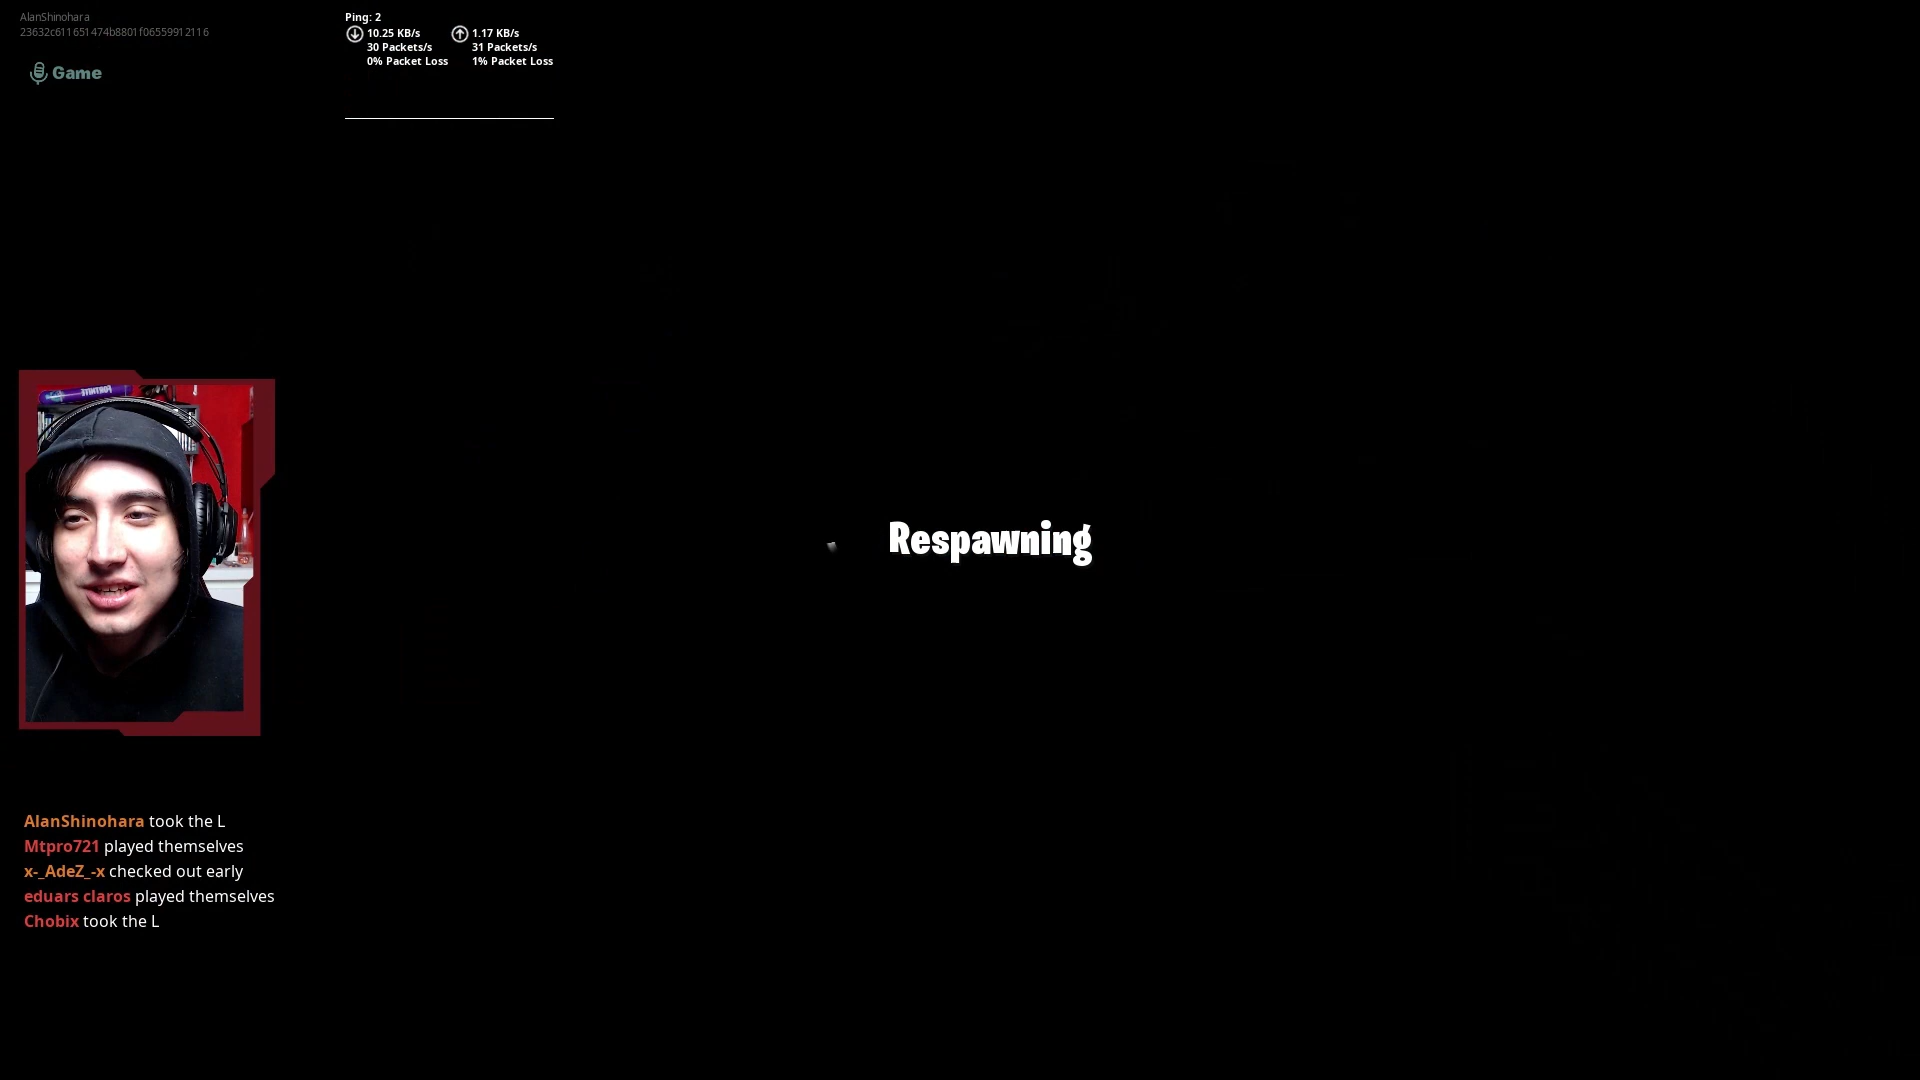 AlanShinohara
23632c611651474b8801f06559912116
Game
Ping: 2
10.25 KB/s
30 Packets/s
0% Packet Loss
1.17 KB/s
31 Packets/s
1% Packet Loss
FORTNITE
Respawning
AlanShinohara took the L
Mtpro721 played themselves
x-_AdeZ_-x checked out early
eduars claros played themselves
Chobix took the L